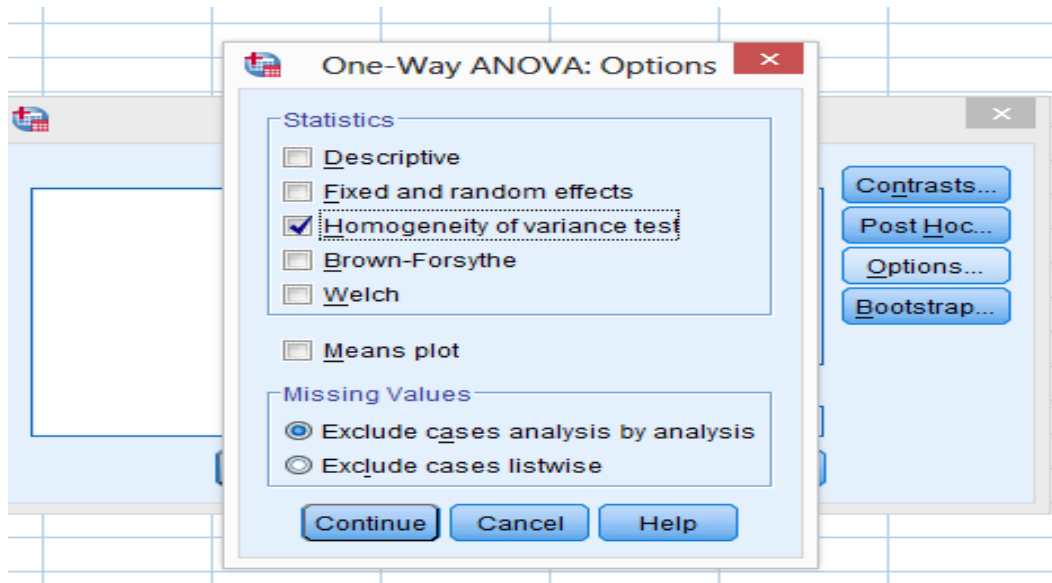 One-Way ANOVA: Options
Statistics
Descriptive
Fixed and random effects
Homogeneity of variance test
Brown-Forsythe
Welch
Means plot
Missing Values
Exclude cases analysis by analysis
Exclude cases listwise
Continue Cancel Help
Contrasts...
Post Hoc...
Options...
Bootstrap...